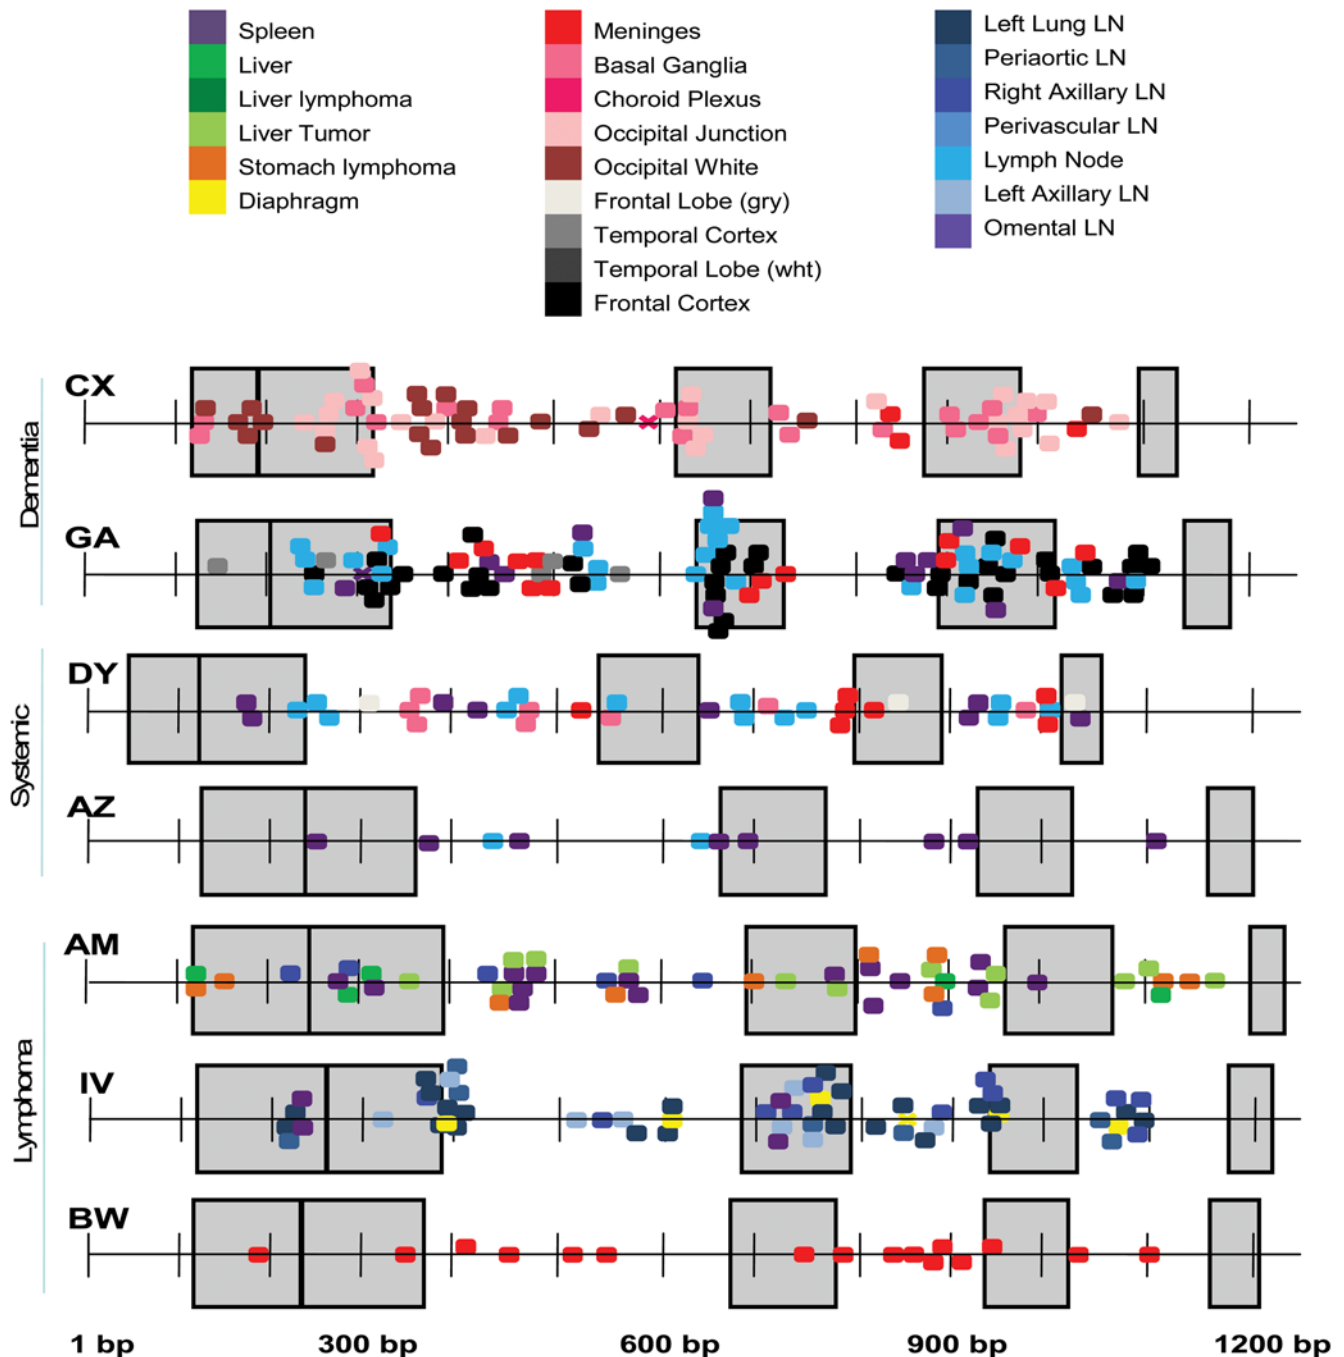 Spleen
Liver
Liver lymphoma
Liver Tumor
Stomach lymphoma
Diaphragm
Meninges
Basal Ganglia
Choroid Plexus
Occipital Junction
Occipital White
Frontal Lobe (gry)
Temporal Cortex
Temporal Lobe (wht)
Frontal Cortex
Left Lung LN
Periaortic LN
Right Axillary LN
Perivascular LN
Lymph Node
Left Axillary LN
Omental LN
Dementia
CX
GA
Systemic
DY
AZ
Lymphoma
AM
IV
BW
1 bp 300 bp 600 bp 900 bp 1200 bp